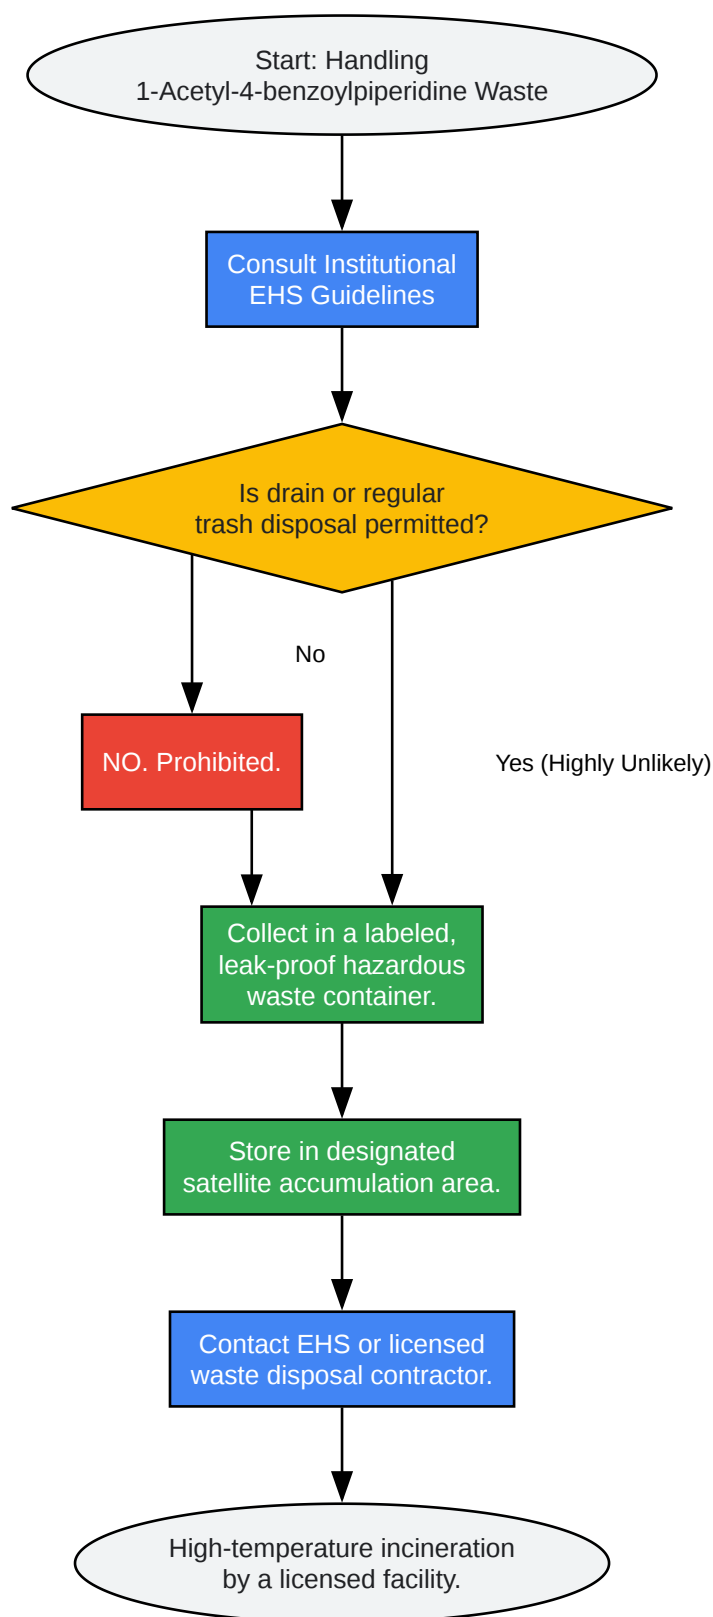 Start: Handling
1-Acetyl-4-benzoylpiperidine Waste
Consult Institutional
EHS Guidelines
Is drain or regular
trash disposal permitted?
No
NO. Prohibited.
Yes (Highly Unlikely)
Collect in a labeled,
leak-proof hazardous
waste container.
Store in designated
satellite accumulation area.
Contact EHS or licensed
waste disposal contractor.
High-temperature incineration
by a licensed facility.